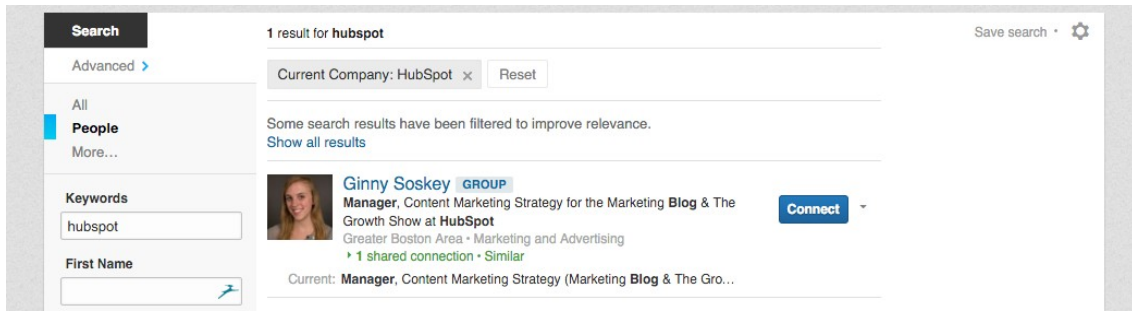 Search
Advanced >
All
People
More...
Keywords
hubspot
First Name
1 result for hubspot
Save search •
Current Company: HubSpot ×
Reset
Some search results have been filtered to improve relevance.
Show all results
Ginny Soskey GROUP
Manager, Content Marketing Strategy for the Marketing Blog & The
Growth Show at HubSpot
Greater Boston Area • Marketing and Advertising
1 shared connection • Similar
Current: Manager, Content Marketing Strategy (Marketing Blog & The Gro...
Connect